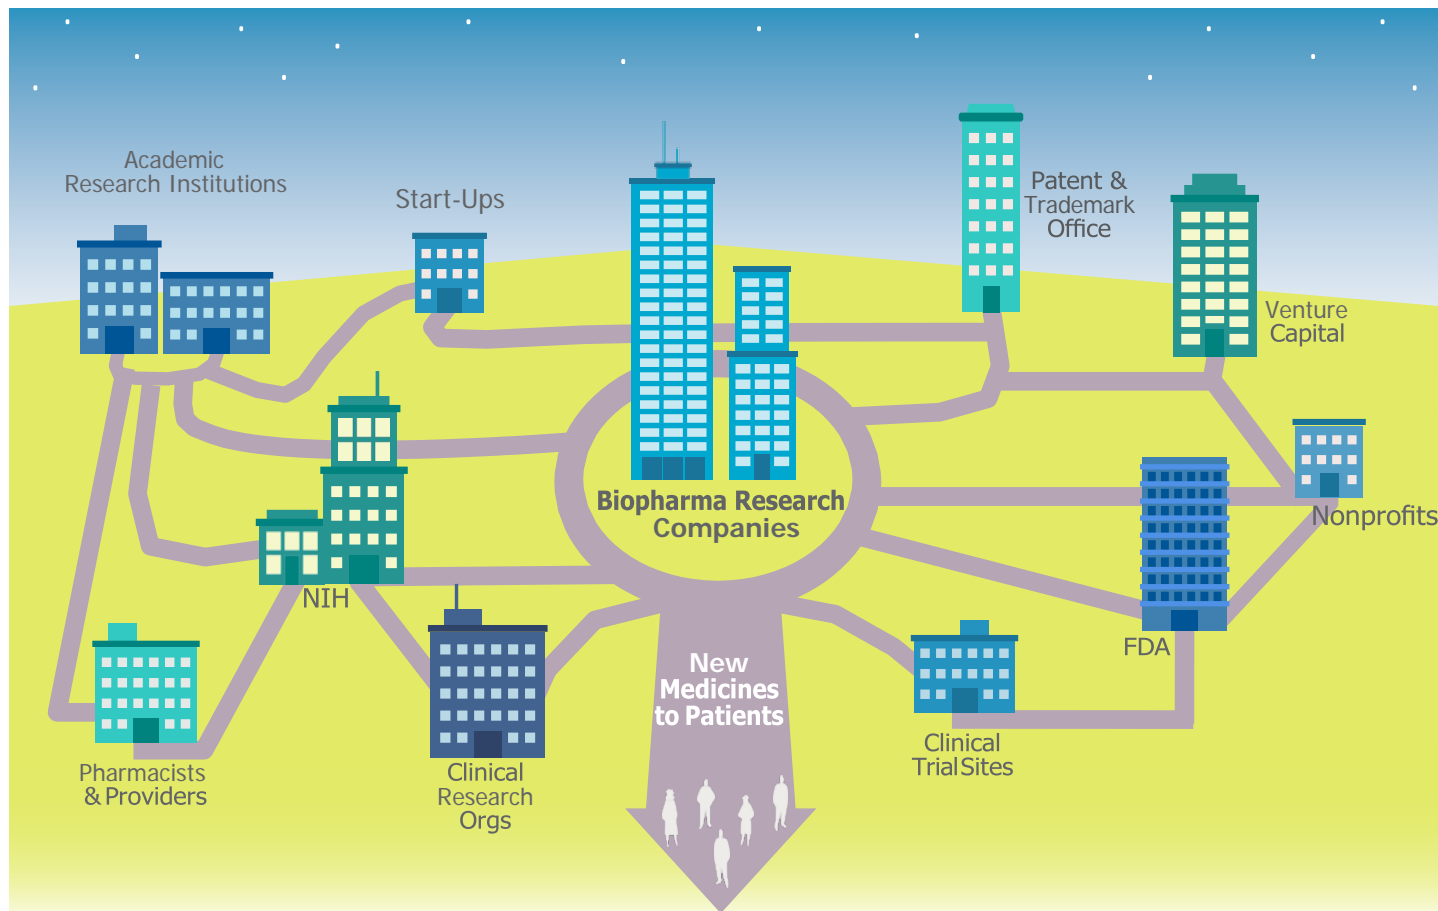 Academic
Research Institutions
Start-Ups
Patent &
Trademark
Office
Venture
Capital
Biopharma Research
Companies
Nonprofits
NIH
FDA
New
Medicines
to Patients
Pharmacists
& Providers
Clinical
Research
Orgs
Clinical
Trial Sites